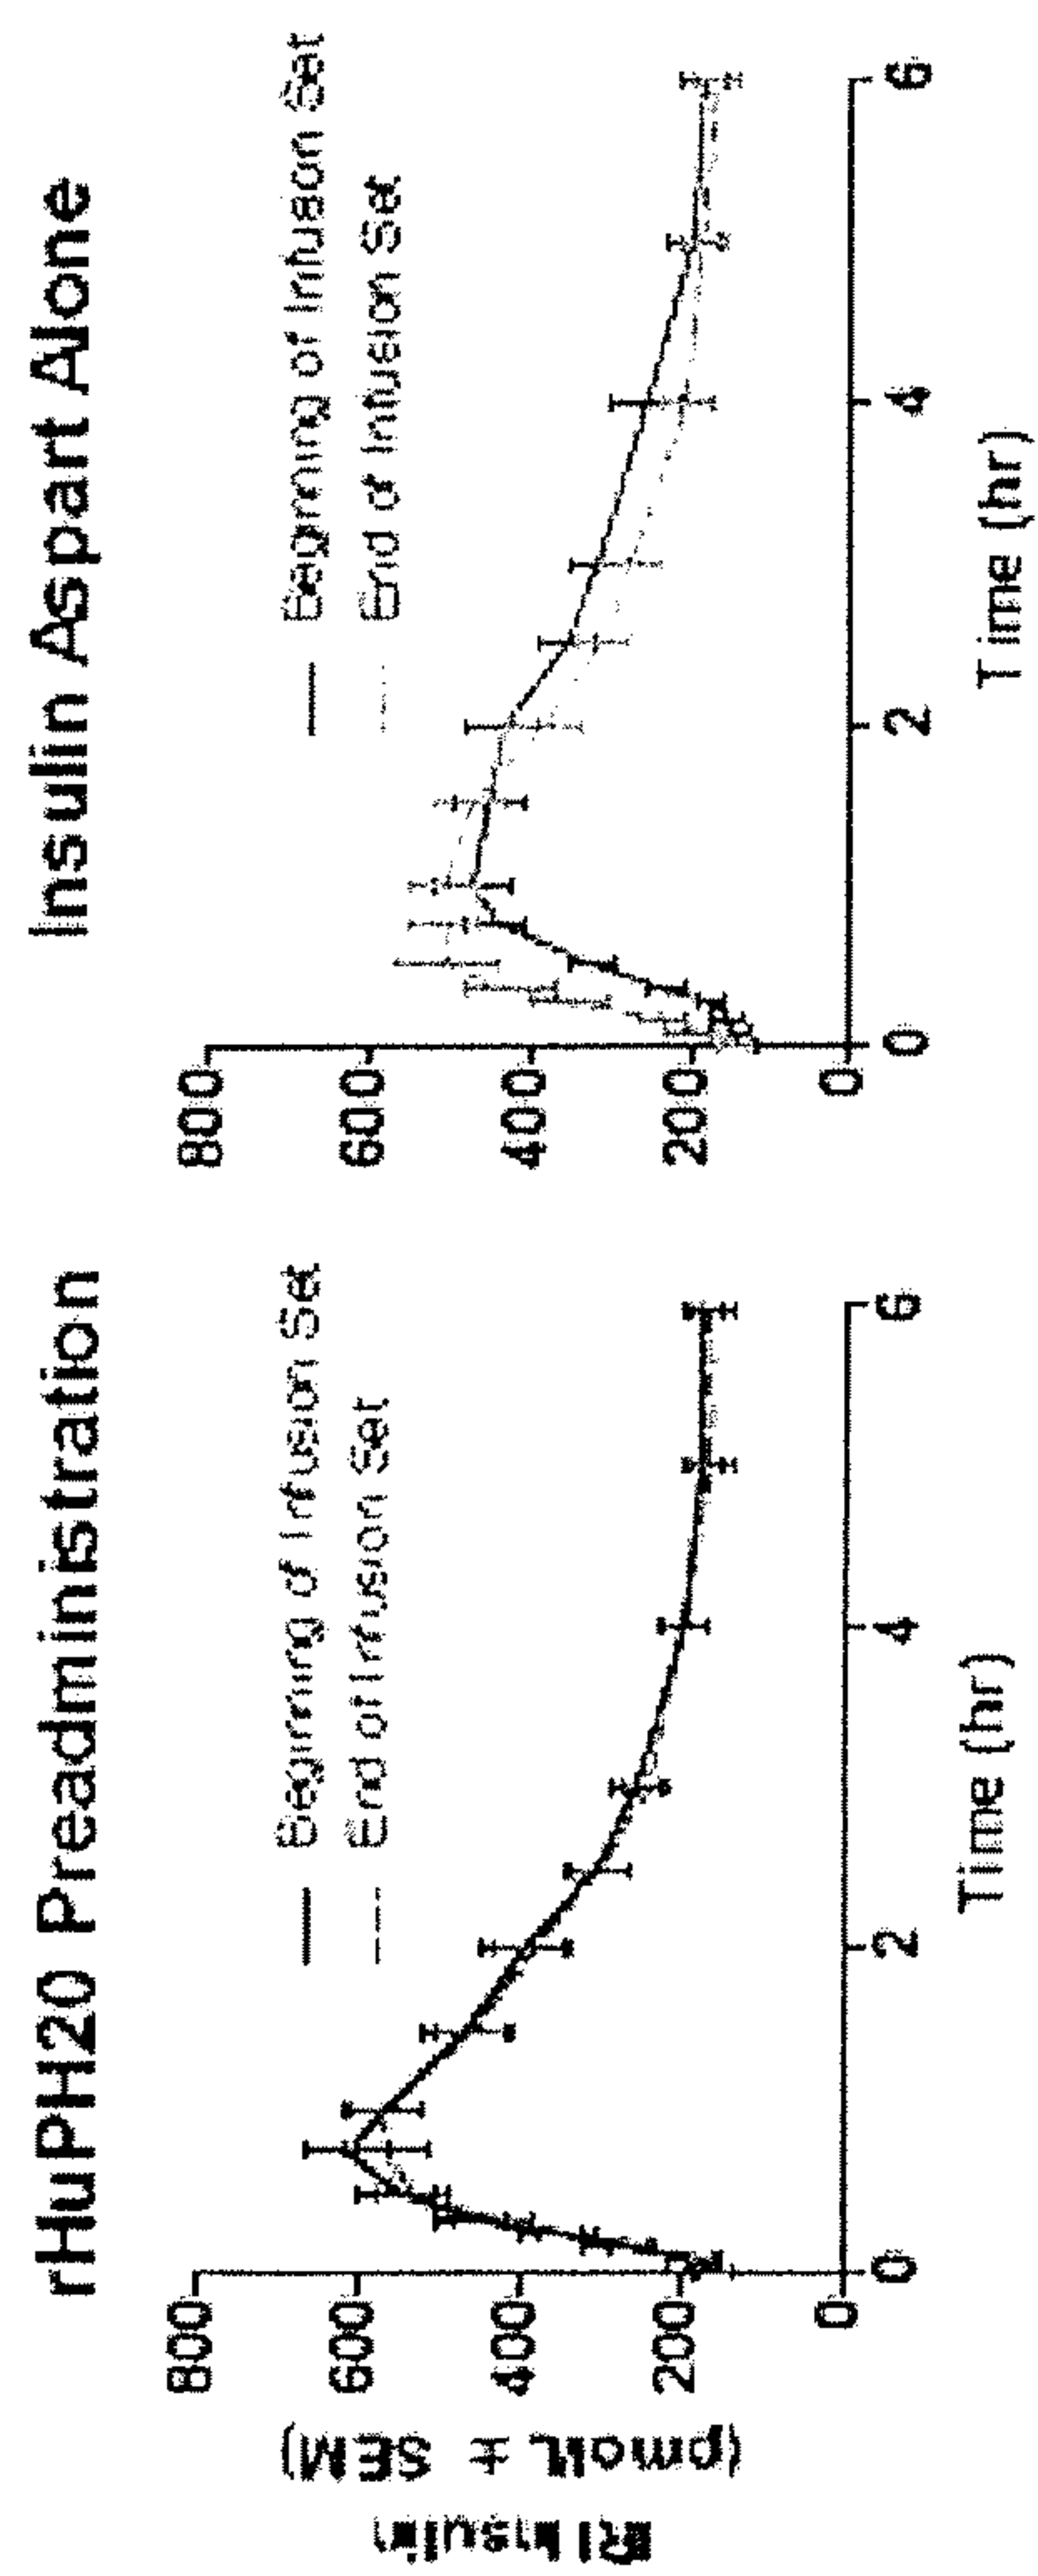 rHuPH20 Preadministration
Beginning of Infusion Set
End of Infusion Set
IRI Insulin
(pmol/L ± SEM)
800
600
400
200
0
0
2
4
6
Time (hr)
Insulin Aspart Alone
Beginning of Infusion Set
End of Infusion Set
800
600
400
200
0
0
2
4
6
Time (hr)